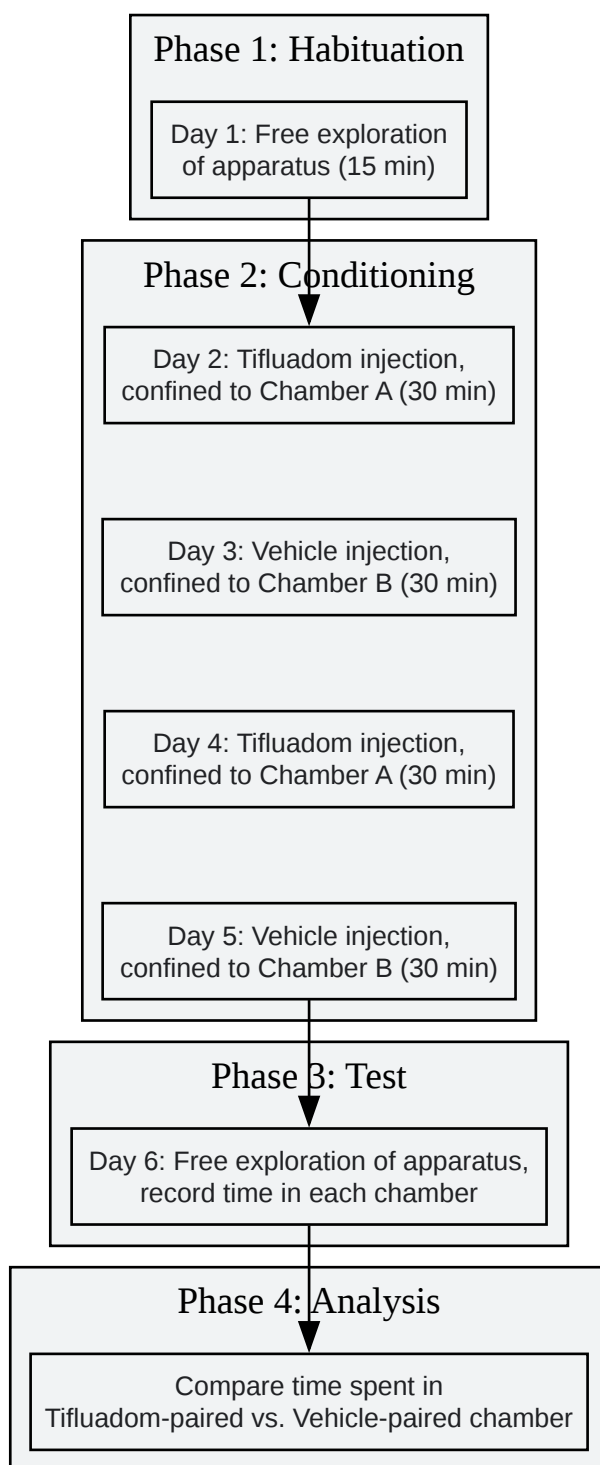 Phase 1: Habituation
Day 1: Free exploration
of apparatus (15 min)
Phase 2: Conditioning
Day 2: Tifluadom injection,
confined to Chamber A (30 min)
Day 3: Vehicle injection,
confined to Chamber B (30 min)
Day 4: Tifluadom injection,
confined to Chamber A (30 min)
Day 5: Vehicle injection,
confined to Chamber B (30 min)
Phase 3: Test
Day 6: Free exploration of apparatus,
record time in each chamber
Phase 4: Analysis
Compare time spent in
Tifluadom-paired vs. Vehicle-paired chamber